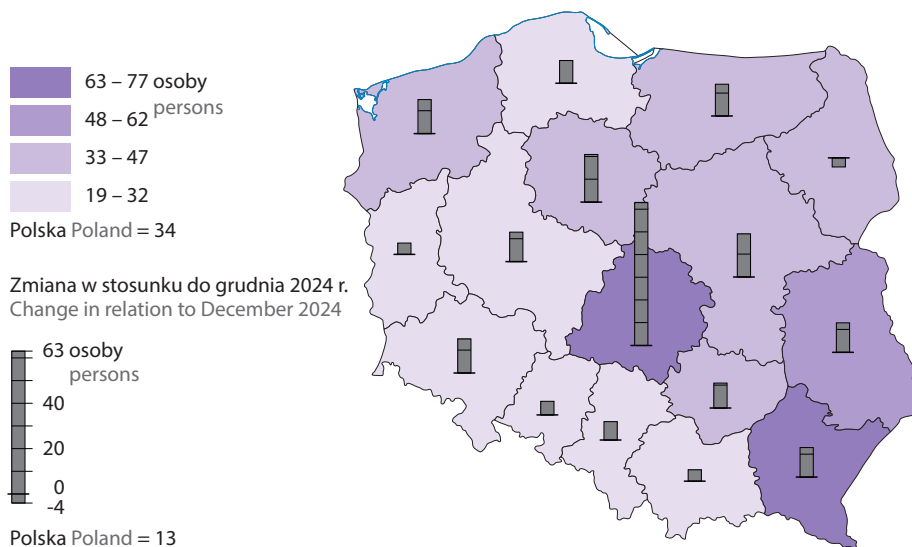 63 – 77 osoby
persons
48 – 62
33 – 47
19 – 32
Polska Poland = 34
Zmiana w stosunku do grudnia 2024 r.
Change in relation to December 2024
63 osoby
persons
40
20
0
-4
Polska Poland = 13